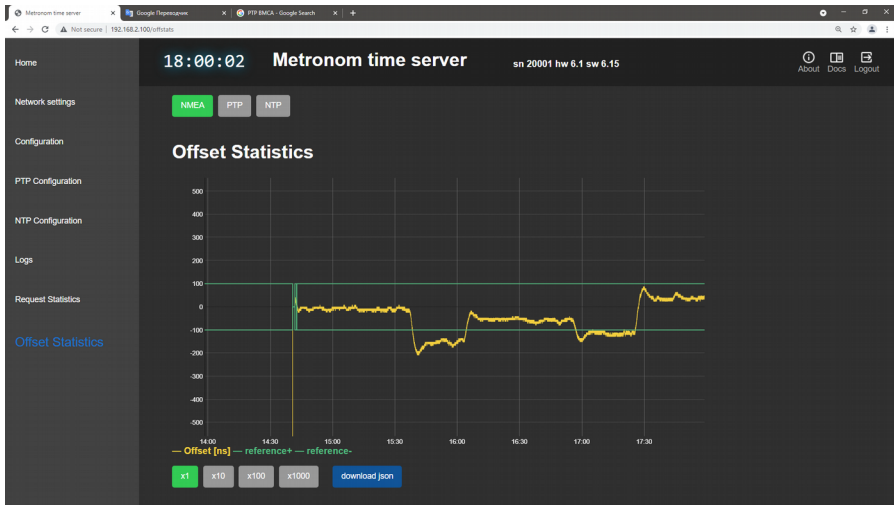 Metronom time server
Google Переводчик
PTP BMCA - Google Search
Not secure | 192.168.2.100/offstats
Home
Network settings
Configuration
PTP Configuration
NTP Configuration
Logs
Request Statistics
Offset Statistics
18:00:02
Metronom time server
sn 20001 hw 6.1 sw 6.15
About
Docs
Logout
NMEA
PTP
NTP
Offset Statistics
500
400
300
200
100
0
-100
-200
-300
-400
-500
14:00
14:30
15:00
15:30
16:00
16:30
17:00
17:30
— Offset [ns] — reference+ — reference-
x1
x10
x100
x1000
download json